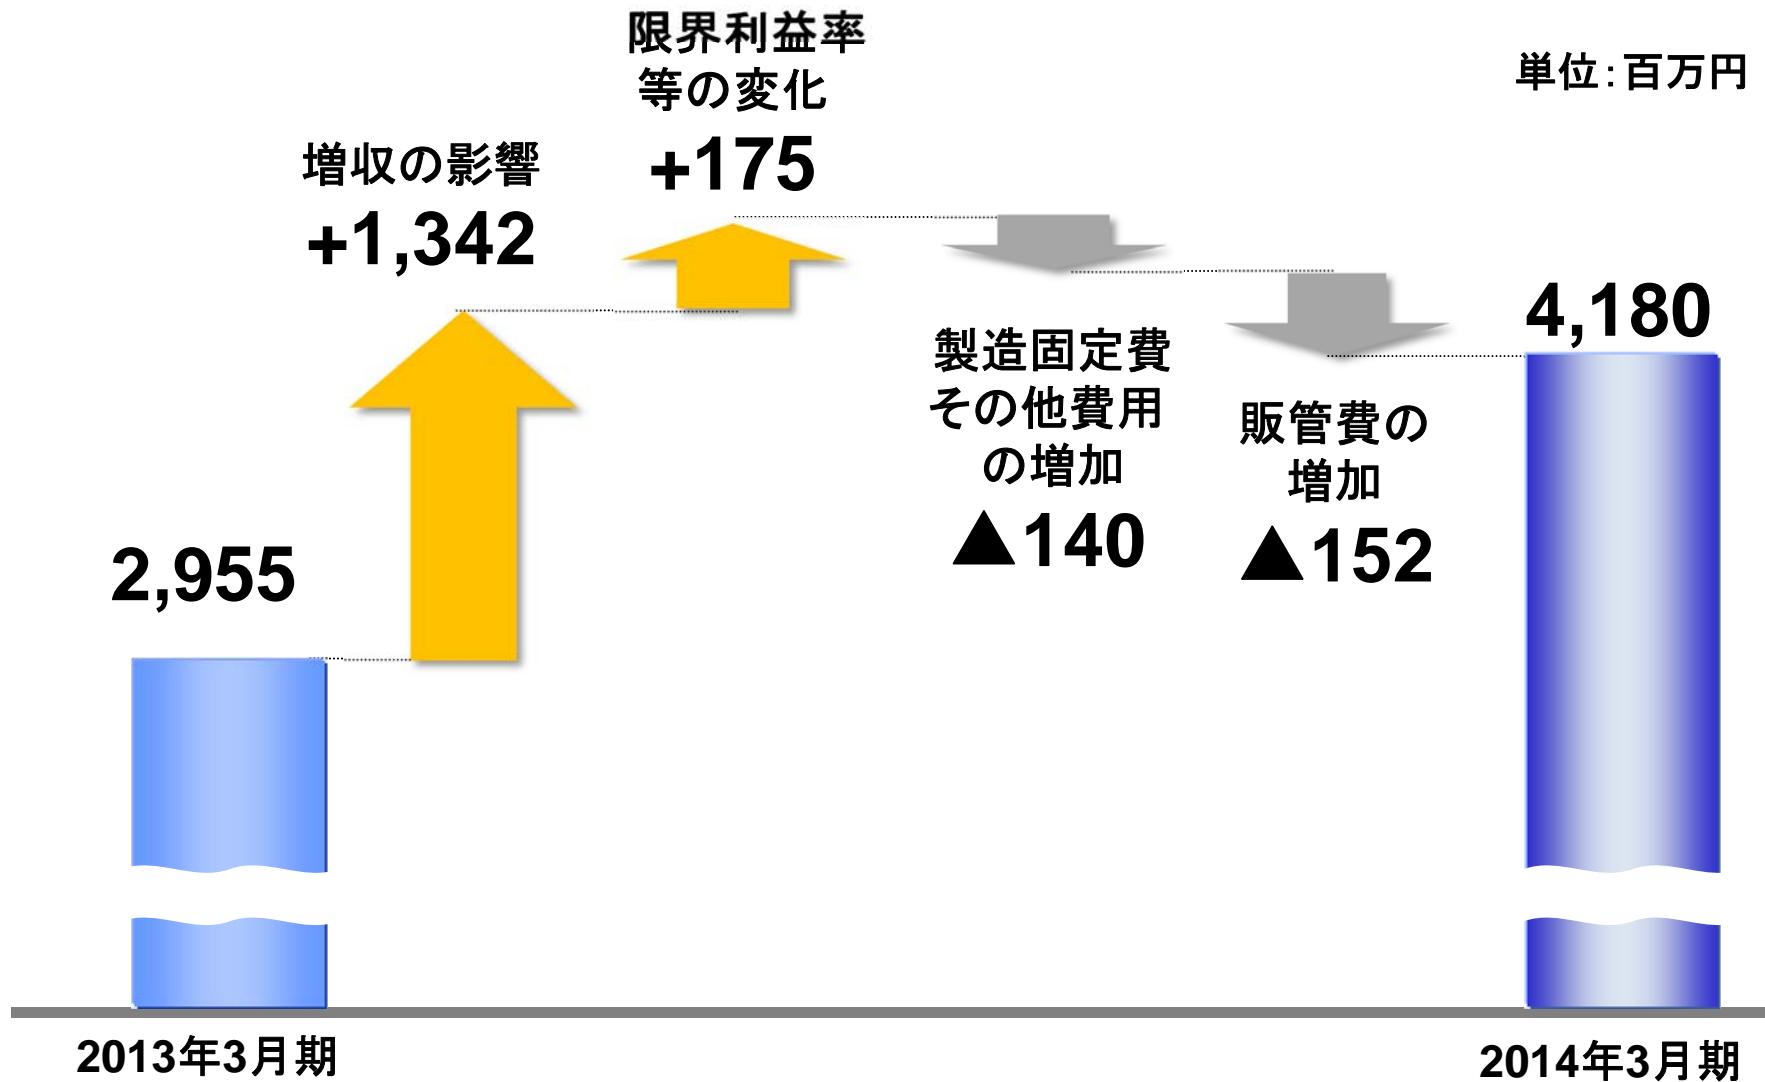 限界利益率
等の変化
+175
単位：百万円
増収の影響
+1,342
4,180
製造固定費
その他費用
の増加
▲140
販管費の
増加
▲152
2,955
2013年3月期
2014年3月期